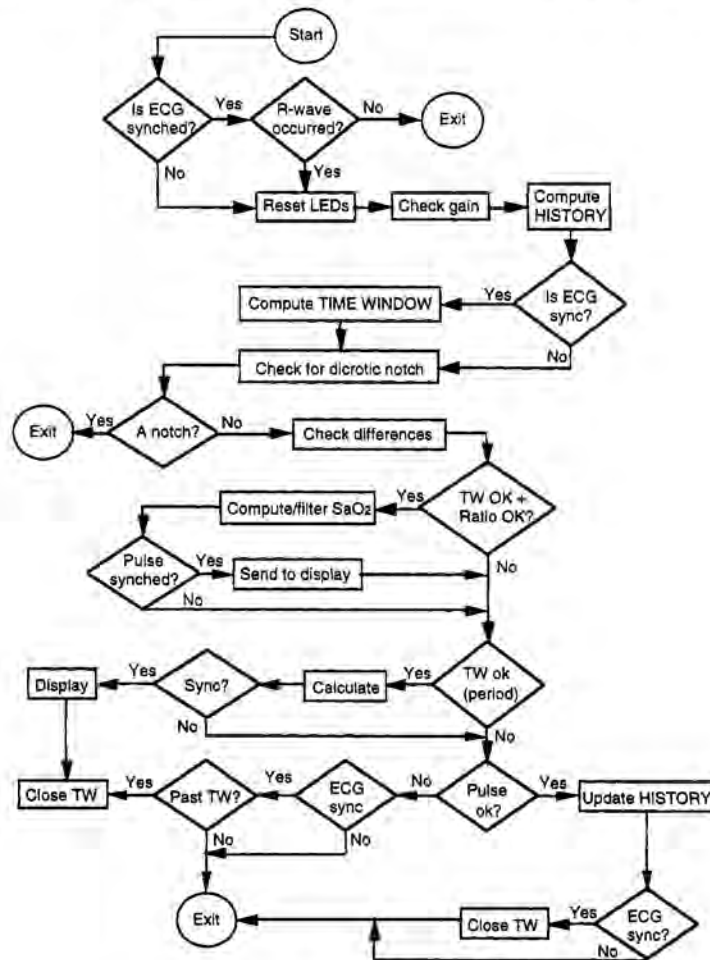 Start
Is ECG
synched?
Yes
R-wave
occurred?
No
Exit
No
Yes
Reset LEDs
Check gain
Compute
HISTORY
Compute TIME WINDOW
Yes
Is ECG
sync?
No
Check for dicrotic notch
Exit
Yes
A notch?
No
Check differences
TW OK +
Ratio OK?
Yes
Compute/filter SaO2
No
Pulse
synched?
Yes
Send to display
No
TW ok
(period)
Yes
Calculate
Sync?
Yes
Display
No
No
Close TW
Yes
Past TW?
Yes
ECG
sync
No
Pulse
ok?
Yes
Update HISTORY
No
No
Exit
Close TW
Yes
ECG
sync?
No